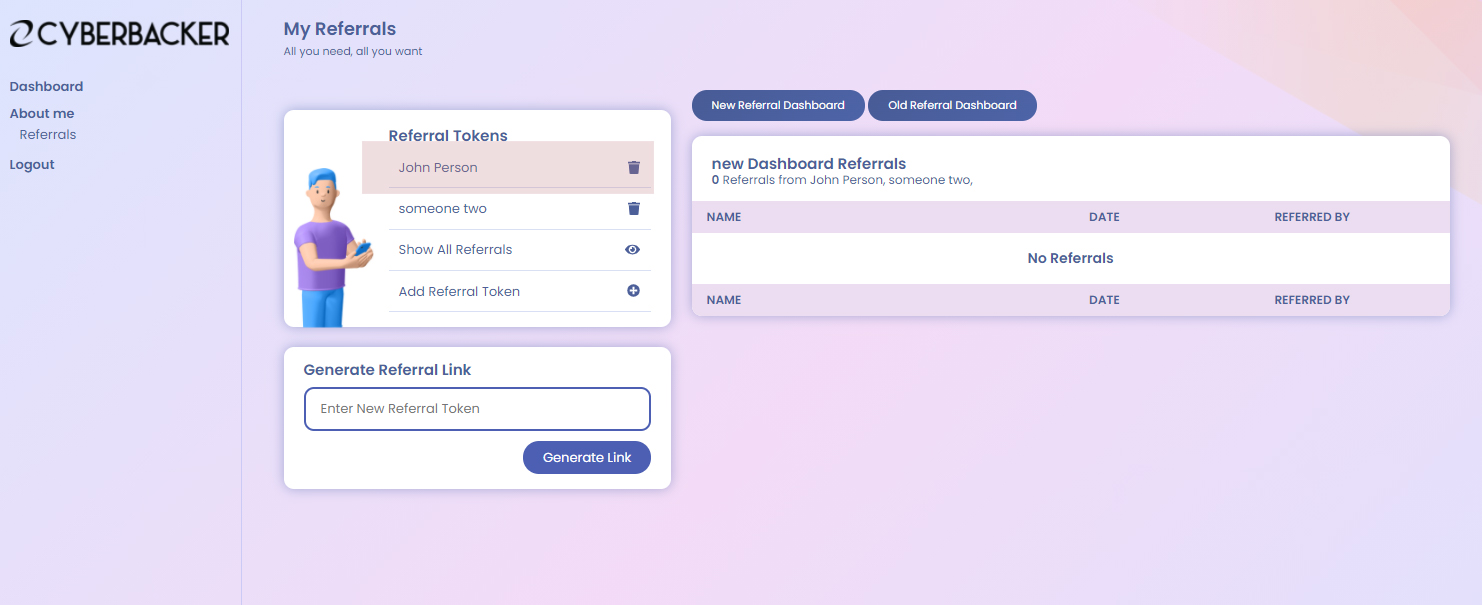 CYBERBACKER
Dashboard
About me
Referrals
Logout
My Referrals
All you need, all you want
Referral Tokens
John Person
someone two
Show All Referrals
Add Referral Token
Generate Referral Link
Enter New Referral Token
Generate Link
New Referral Dashboard Old Referral Dashboard
new Dashboard Referrals
0 Referrals from John Person, someone two,
NAME DATE REFERRED BY
No Referrals
NAME DATE REFERRED BY